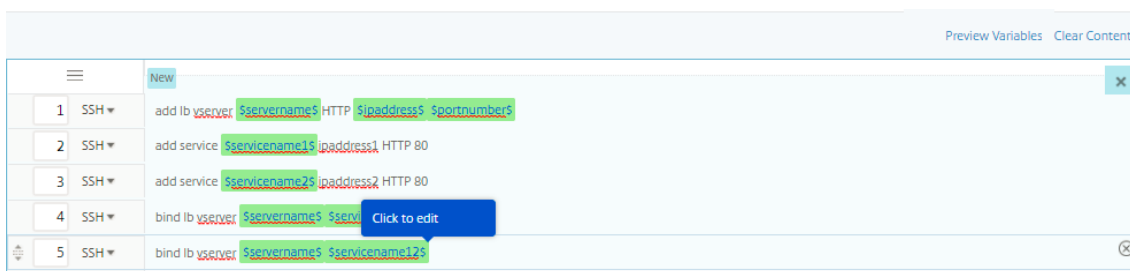 Preview Variables Clear Content
New
1 SSH add lb vserver $servername$ HTTP $ipaddress$ $portnumber$
2 SSH add service $servicename1$ ipaddress1 HTTP 80
3 SSH add service $servicename2$ ipaddress2 HTTP 80
4 SSH bind lb vserver $servername$ Click to edit
5 SSH bind lb vserver $servername$ $servicename12$